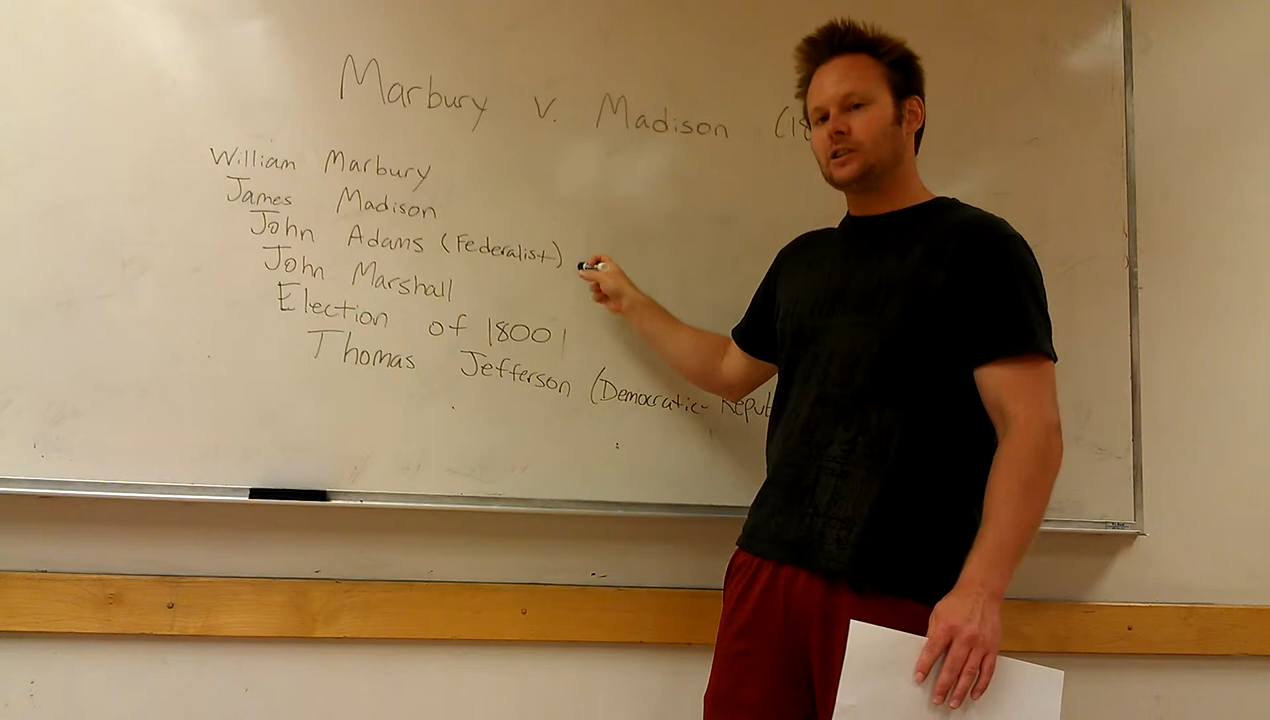 Marbury v. Madison (18
William Marbury
James Madison
John Adams (Federalist)
John Marshall
Election of 1800
Thomas Jefferson (Democratic-Repub